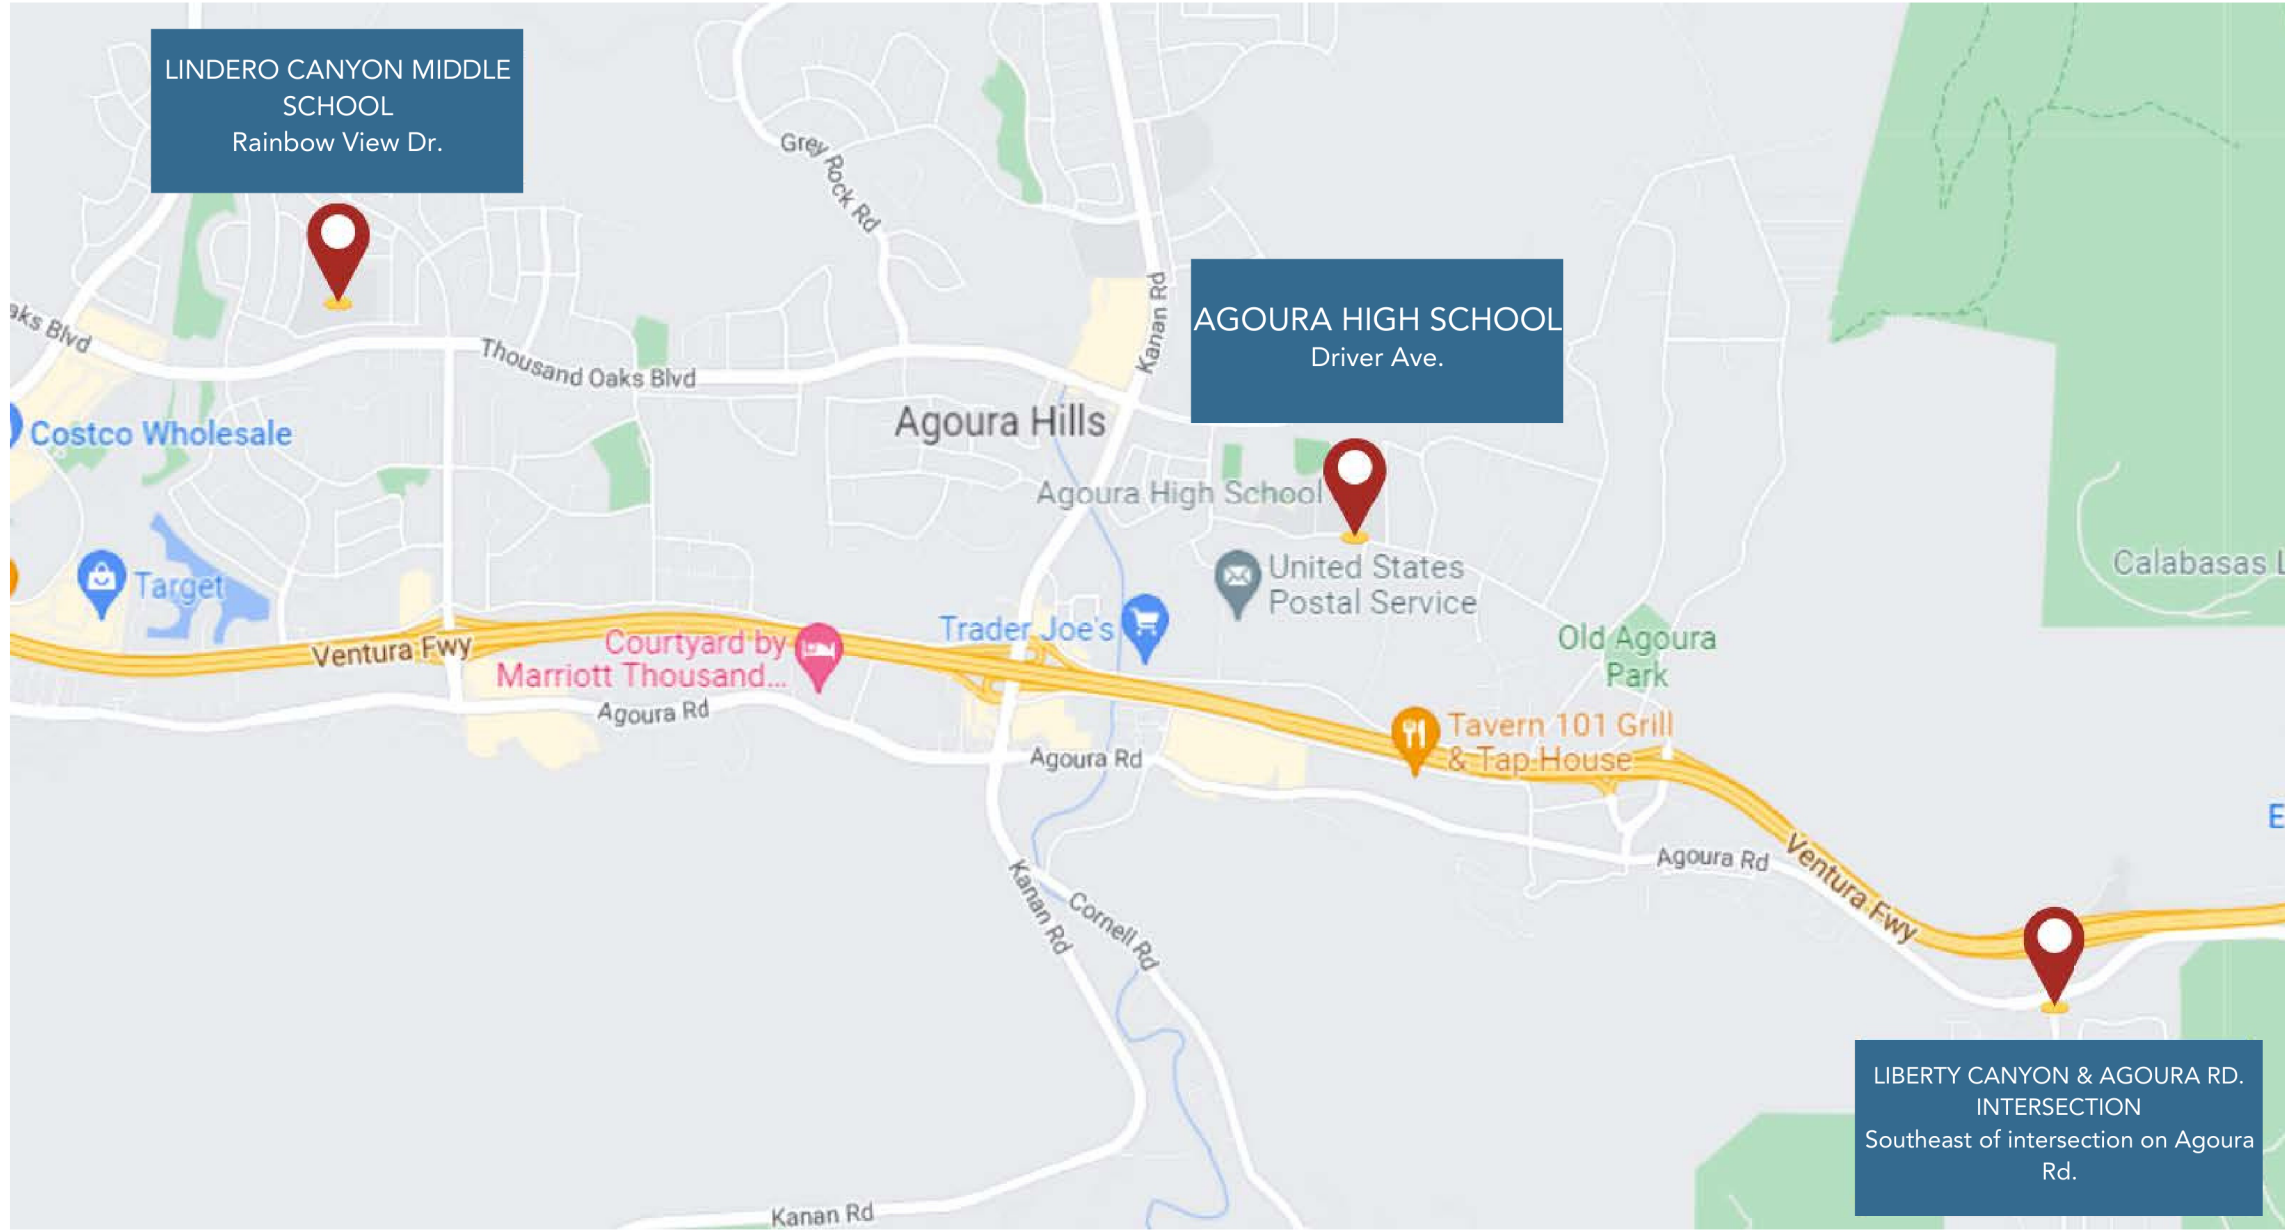 LINDERO CANYON MIDDLE
SCHOOL
Rainbow View Dr.
Grey Rock Rd
Kanan Rd
AGOURA HIGH SCHOOL
Driver Ave.
aks Blvd
Thousand Oaks Blvd
Agoura Hills
Costco Wholesale
Agoura High School
Calabasas L
Target
United States
Postal Service
Trader Joe's
Ventura Fwy
Courtyard by
Marriott Thousand...
Old Agoura
Park
Agoura Rd
Agoura Rd
Tavern 101 Grill
& Tap House
E
Agoura Rd
Ventura Fwy
Kanan Rd
Cornell Rd
LIBERTY CANYON & AGOURA RD.
INTERSECTION
Southeast of intersection on Agoura
Rd.
Kanan Rd